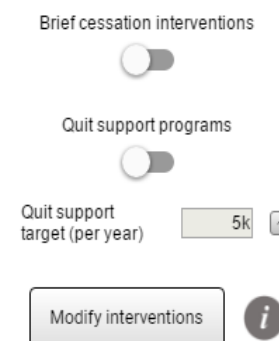 Brief cessation interventions
Quit support programs
Quit support
target (per year)
5k
Modify interventions
i